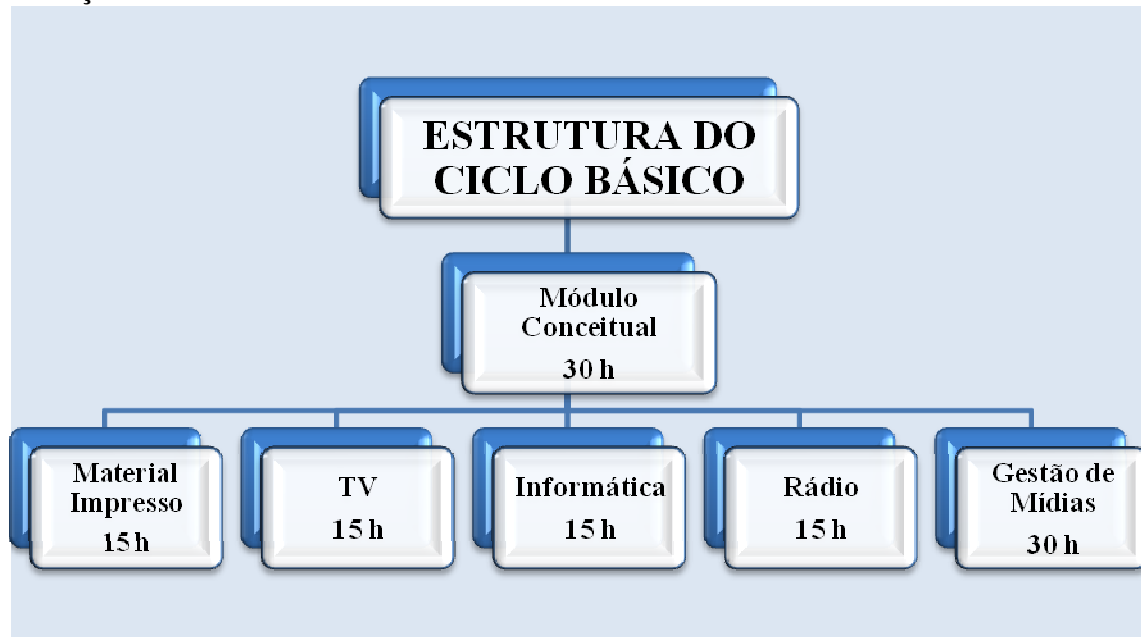 ESTRUTURA DO
CICLO BÁSICO
Módulo
Conceitual
30 h
Material
Impresso
15 h
TV
15 h
Informática
15 h
Rádio
15 h
Gestão de
Mídias
30 h